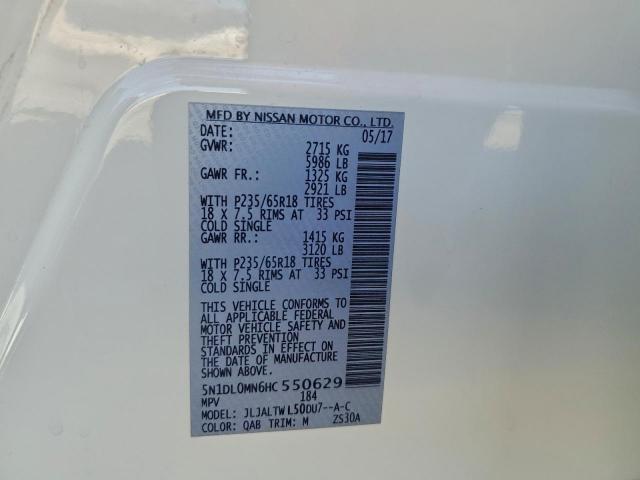 MFD BY NISSAN MOTOR CO., LTD.
DATE: 05/17
GVWR: 2715 KG
5986 LB
GAWR FR.: 1325 KG
2921 LB
WITH P235/65R18 TIRES
18 X 7.5 RIMS AT 33 PSI
COLD SINGLE
GAWR RR.: 1415 KG
3120 LB
WITH P235/65R18 TIRES
18 X 7.5 RIMS AT 33 PSI
COLD SINGLE
THIS VEHICLE CONFORMS TO
ALL APPLICABLE FEDERAL
MOTOR VEHICLE SAFETY AND
THEFT PREVENTION
STANDARDS IN EFFECT ON
THE DATE OF MANUFACTURE
SHOWN ABOVE.
5N1DL0MN6HC550629
MPV 184
MODEL: JLJALTWL50DU7--A-C
COLOR: QAB TRIM: M ZS30A